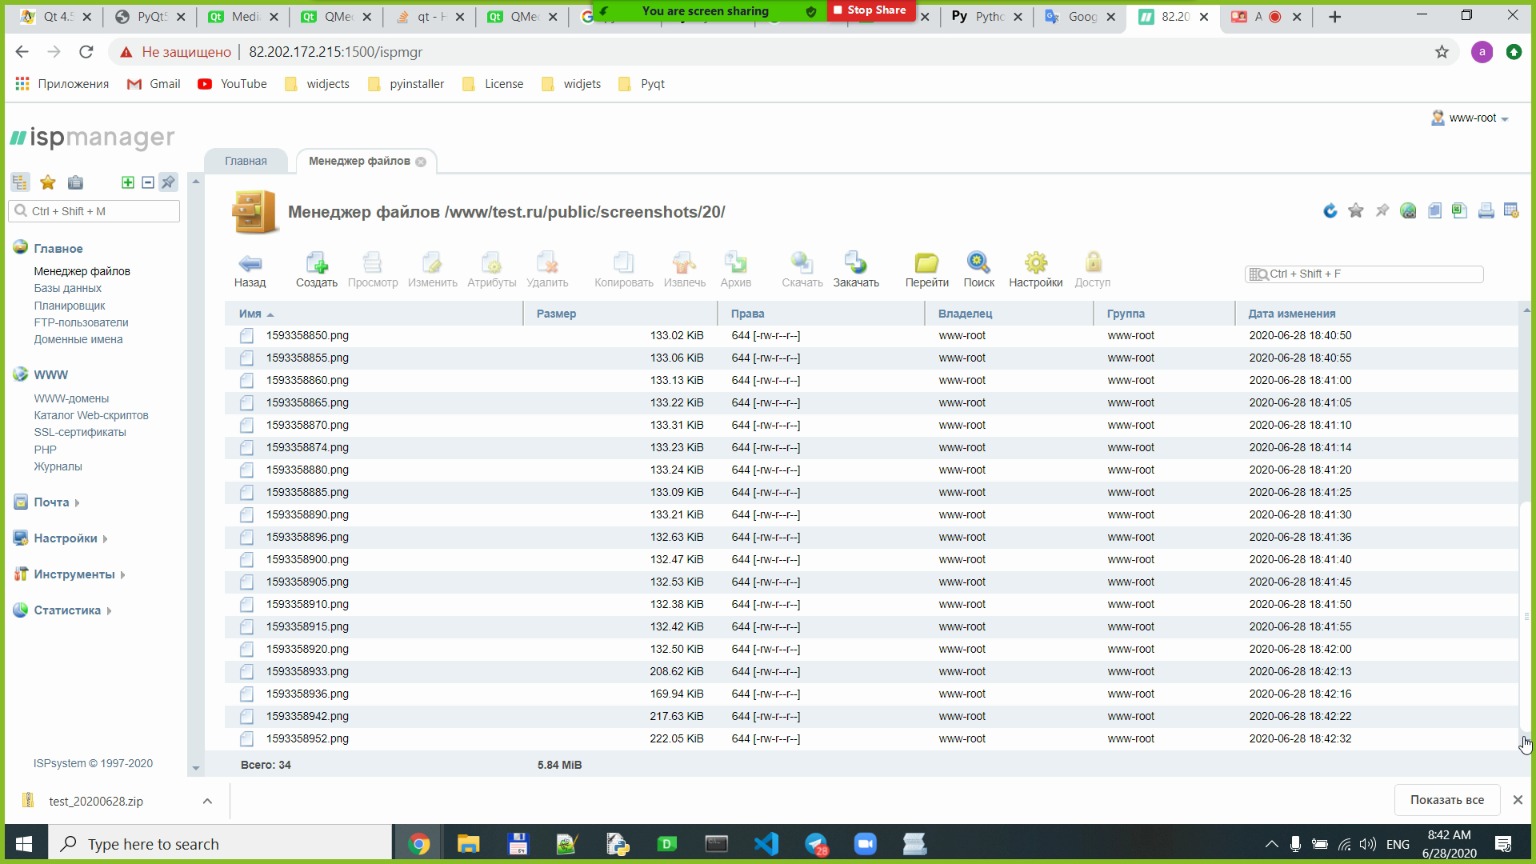 Qt 4.5
PyQt5
Media
QMed
qt - H
QMed
You are screen sharing
Stop Share
Pytho
Goog
82.20
A
Не защищено
82.202.172.215:1500/ispmgr
a
Приложения
Gmail
YouTube
widjects
pyinstaller
License
widjets
Pyqt
ispmanager
www-root
Главная
Менеджер файлов
Ctrl + Shift + M
Менеджер файлов /www/test.ru/public/screenshots/20/
Главное
Менеджер файлов
Базы данных
Планировщик
FTP-пользователи
Доменные имена
WWW
WWW-домены
Каталог Web-скриптов
SSL-сертификаты
PHP
Журналы
Почта
Настройки
Инструменты
Статистика
ISPsystem © 1997-2020
Назад Создать Просмотр Изменить Атрибуты Удалить Копировать Извлечь Архив Скачать Закачать Перейти Поиск Настройки Доступ
Ctrl + Shift + F
Имя Размер Права Владелец Группа Дата изменения
1593358850.png 133.02 KiB 644 [-rw-r--r--] www-root www-root 2020-06-28 18:40:50
1593358855.png 133.06 KiB 644 [-rw-r--r--] www-root www-root 2020-06-28 18:40:55
1593358860.png 133.13 KiB 644 [-rw-r--r--] www-root www-root 2020-06-28 18:41:00
1593358865.png 133.22 KiB 644 [-rw-r--r--] www-root www-root 2020-06-28 18:41:05
1593358870.png 133.31 KiB 644 [-rw-r--r--] www-root www-root 2020-06-28 18:41:10
1593358874.png 133.23 KiB 644 [-rw-r--r--] www-root www-root 2020-06-28 18:41:14
1593358880.png 133.24 KiB 644 [-rw-r--r--] www-root www-root 2020-06-28 18:41:20
1593358885.png 133.09 KiB 644 [-rw-r--r--] www-root www-root 2020-06-28 18:41:25
1593358890.png 133.21 KiB 644 [-rw-r--r--] www-root www-root 2020-06-28 18:41:30
1593358896.png 132.63 KiB 644 [-rw-r--r--] www-root www-root 2020-06-28 18:41:36
1593358900.png 132.47 KiB 644 [-rw-r--r--] www-root www-root 2020-06-28 18:41:40
1593358905.png 132.53 KiB 644 [-rw-r--r--] www-root www-root 2020-06-28 18:41:45
1593358910.png 132.38 KiB 644 [-rw-r--r--] www-root www-root 2020-06-28 18:41:50
1593358915.png 132.42 KiB 644 [-rw-r--r--] www-root www-root 2020-06-28 18:41:55
1593358920.png 132.50 KiB 644 [-rw-r--r--] www-root www-root 2020-06-28 18:42:00
1593358933.png 208.62 KiB 644 [-rw-r--r--] www-root www-root 2020-06-28 18:42:13
1593358936.png 169.94 KiB 644 [-rw-r--r--] www-root www-root 2020-06-28 18:42:16
1593358942.png 217.63 KiB 644 [-rw-r--r--] www-root www-root 2020-06-28 18:42:22
1593358952.png 222.05 KiB 644 [-rw-r--r--] www-root www-root 2020-06-28 18:42:32
Всего: 34 5.84 MiB
test_20200628.zip
Показать все
Type here to search
28
ENG
8:42 AM
6/28/2020